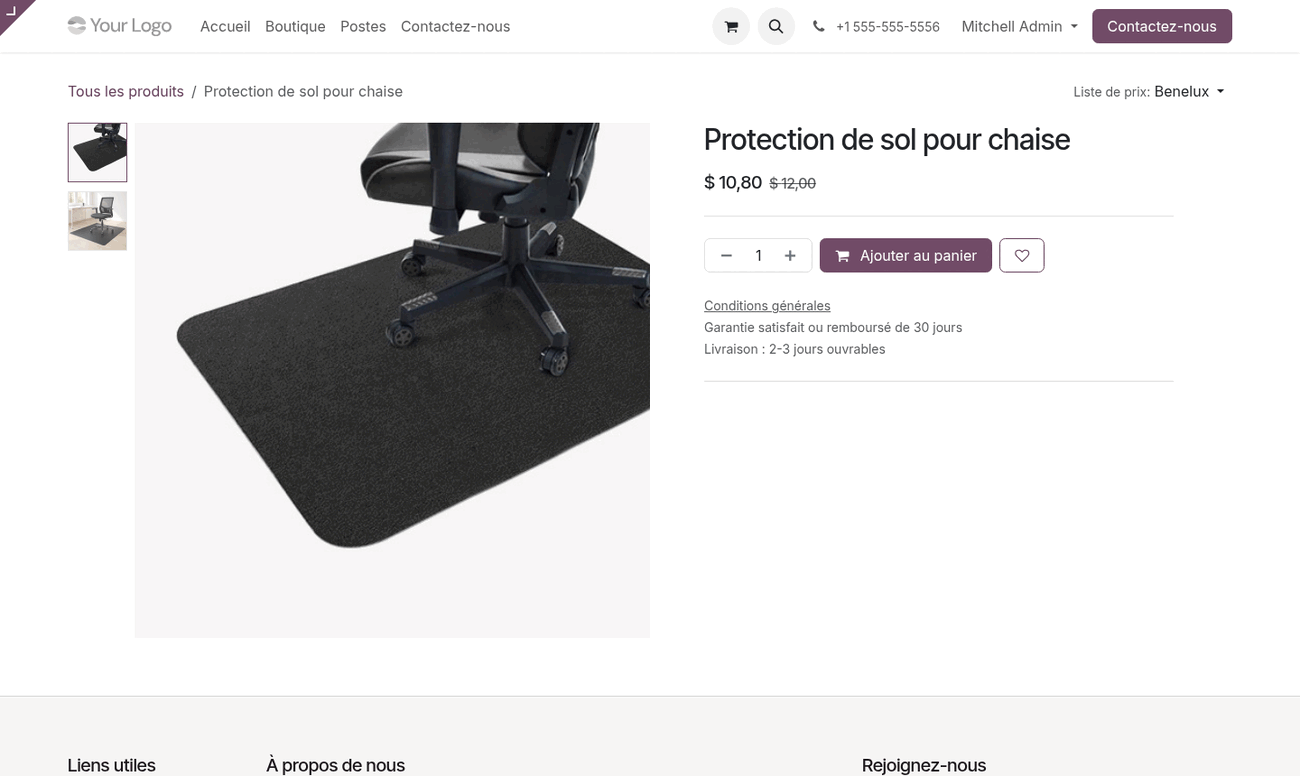 Your Logo
Accueil Boutique Postes Contactez-nous
+1 555-555-5556
Mitchell Admin
Contactez-nous
Tous les produits / Protection de sol pour chaise
Liste de prix: Benelux
Protection de sol pour chaise
$ 10,80 $ 12,00
1
Ajouter au panier
Conditions générales
Garantie satisfait ou remboursé de 30 jours
Livraison : 2-3 jours ouvrables
Liens utiles
À propos de nous
Rejoignez-nous